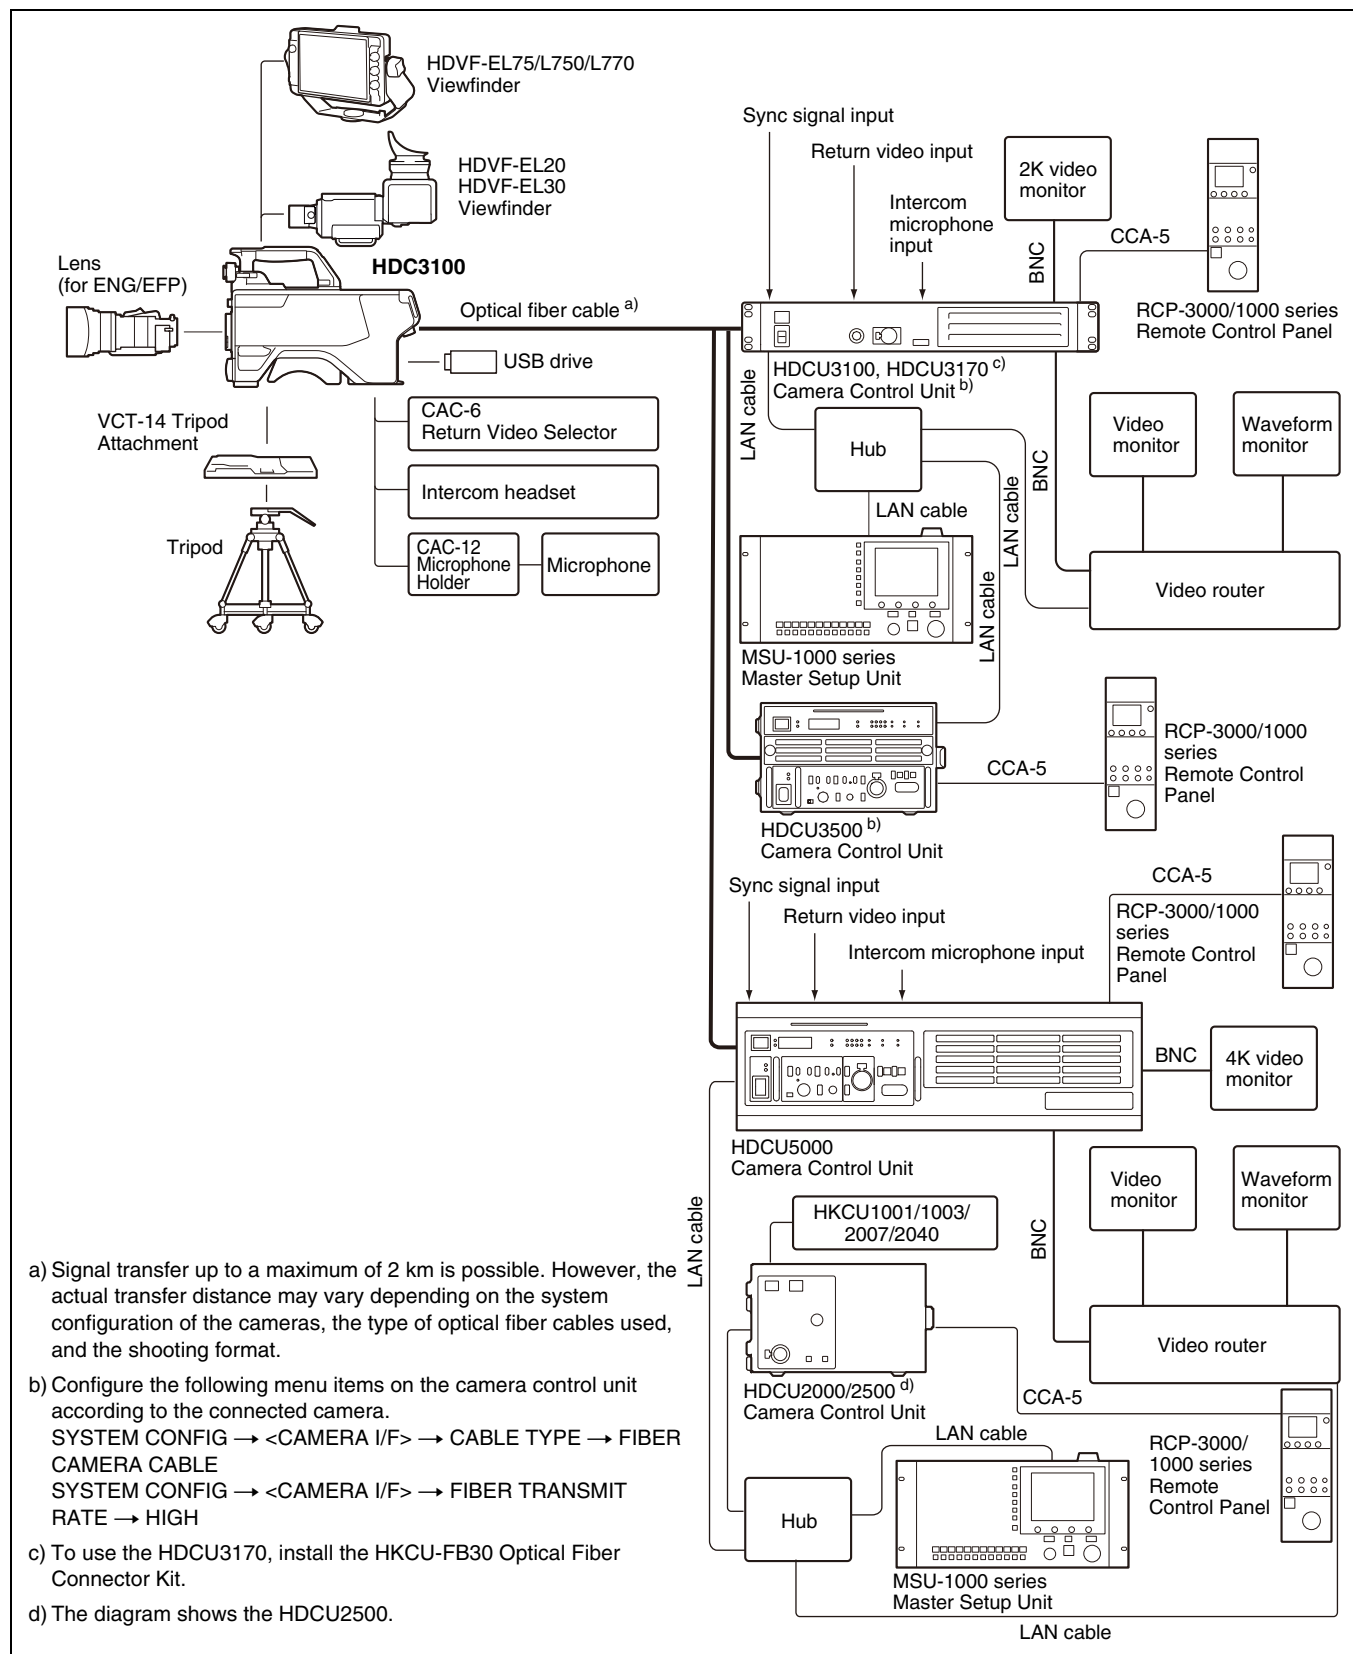 HDVF-EL75/L750/L770
Viewfinder
HDVF-EL20
HDVF-EL30
Viewfinder
Lens
(for ENG/EFP)
HDC3100
Optical fiber cable a)
USB drive
VCT-14 Tripod
Attachment
Tripod
CAC-6
Return Video Selector
Intercom headset
CAC-12
Microphone
Holder
Microphone
Sync signal input
Return video input
Intercom
microphone
input
2K video
monitor
BNC
CCA-5
RCP-3000/1000 series
Remote Control Panel
HDCU3100, HDCU3170 c)
Camera Control Unit b)
LAN cable
Hub
LAN cable
LAN cable
LAN cable
BNC
Video
monitor
Waveform
monitor
Video router
MSU-1000 series
Master Setup Unit
HDCU3500 b)
Camera Control Unit
CCA-5
RCP-3000/1000
series
Remote Control
Panel
Sync signal input
Return video input
Intercom microphone input
CCA-5
RCP-3000/1000
series
Remote Control
Panel
BNC
4K video
monitor
HDCU5000
Camera Control Unit
LAN cable
BNC
Video
monitor
Waveform
monitor
Video router
HKCU1001/1003/
2007/2040
HDCU2000/2500 d)
Camera Control Unit
CCA-5
RCP-3000/
1000 series
Remote
Control Panel
LAN cable
Hub
MSU-1000 series
Master Setup Unit
LAN cable
a) Signal transfer up to a maximum of 2 km is possible. However, the
actual transfer distance may vary depending on the system
configuration of the cameras, the type of optical fiber cables used,
and the shooting format.
b) Configure the following menu items on the camera control unit
according to the connected camera.
SYSTEM CONFIG → <CAMERA I/F> → CABLE TYPE → FIBER
CAMERA CABLE
SYSTEM CONFIG → <CAMERA I/F> → FIBER TRANSMIT
RATE → HIGH
c) To use the HDCU3170, install the HKCU-FB30 Optical Fiber
Connector Kit.
d) The diagram shows the HDCU2500.